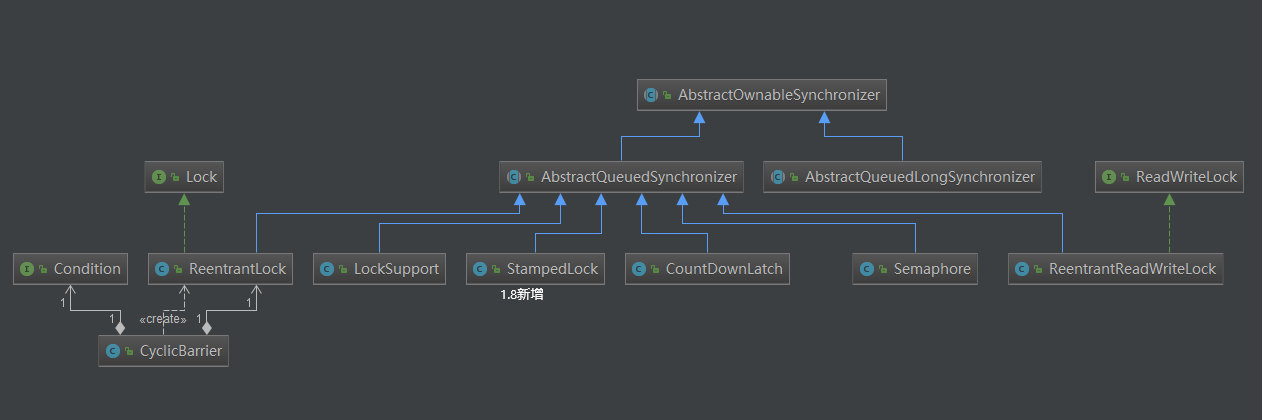 AbstractOwnableSynchronizer
Lock
AbstractQueuedSynchronizer
AbstractQueuedLongSynchronizer
ReadWriteLock
Condition
ReentrantLock
LockSupport
StampedLock
CountDownLatch
Semaphore
ReentrantReadWriteLock
1.8新增
1
1
1
«create»
1
CyclicBarrier